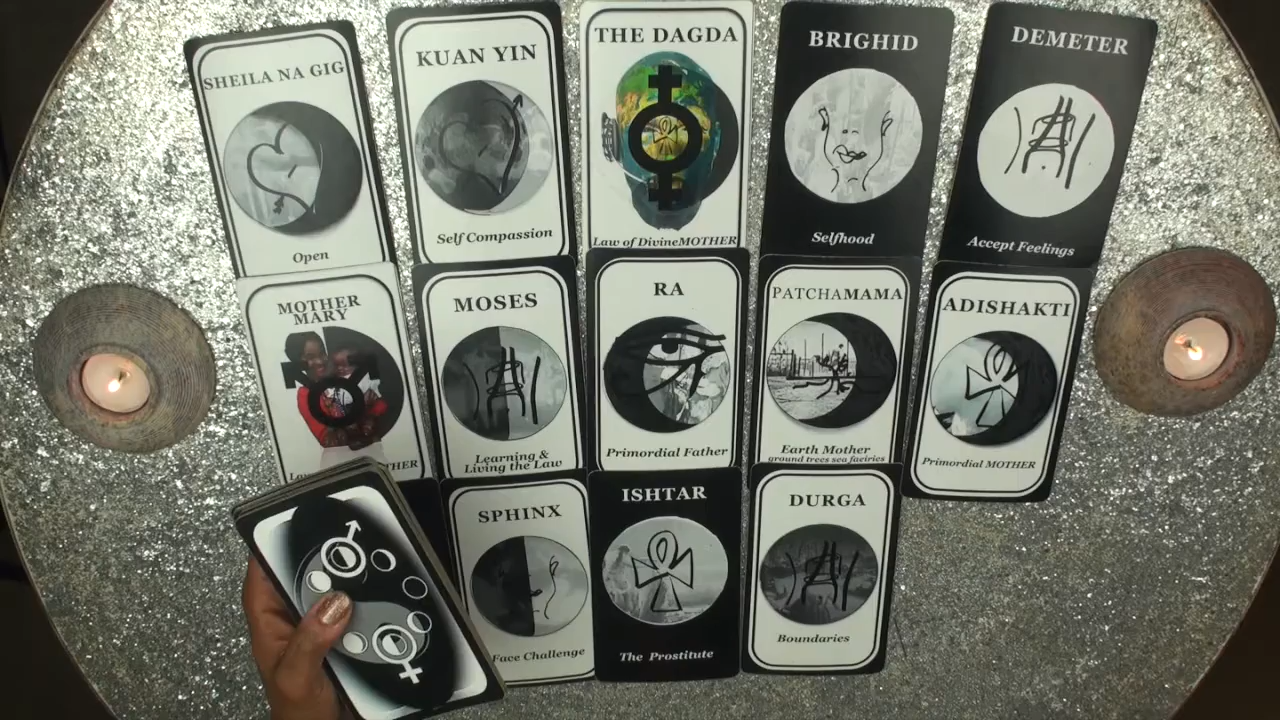 SHEILA NA GIG
Open
KUAN YIN
Self Compassion
THE DAGDA
Law of DivineMOTHER
BRIGHID
Selfhood
DEMETER
Accept Feelings
MOTHER
MARY
MOSES
Learning &
Living the Law
RA
Primordial Father
PATCHAMAMA
Earth Mother
ground trees sea faeiries
ADISHAKTI
Primordial MOTHER
SPHINX
Face Challenge
ISHTAR
The Prostitute
DURGA
Boundaries